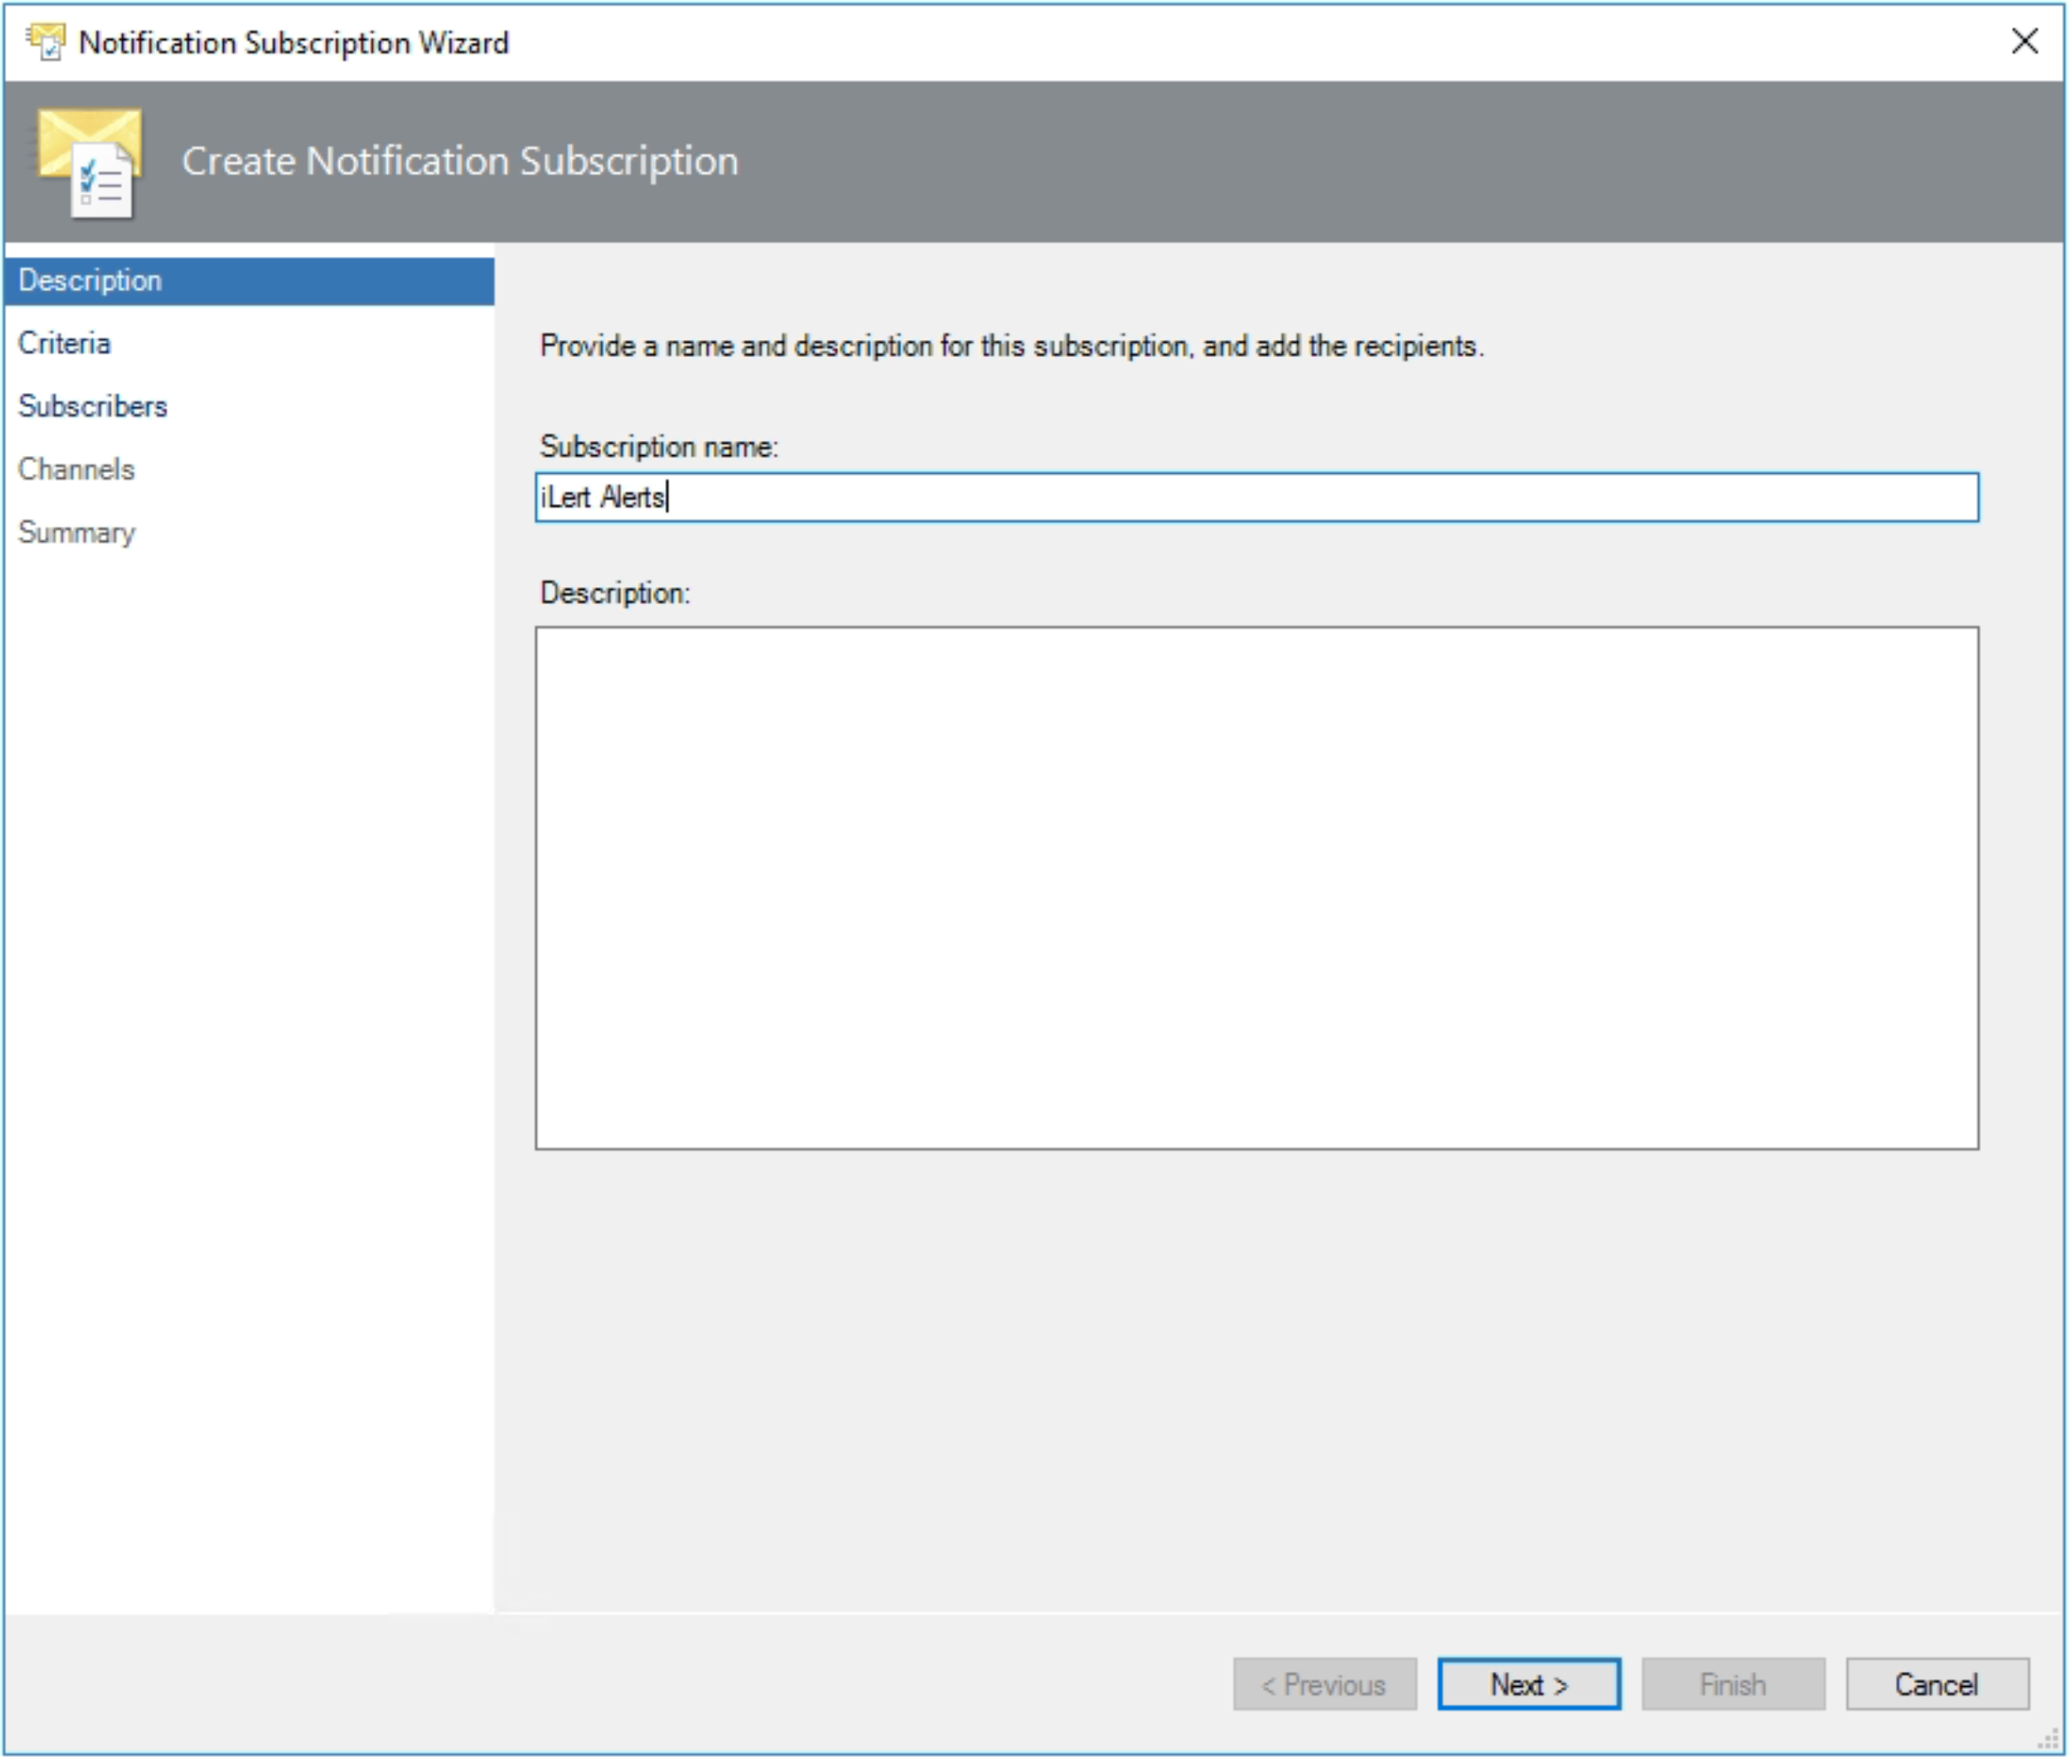 Notification Subscription Wizard
Create Notification Subscription
Description
Criteria
Subscribers
Channels
Summary
Provide a name and description for this subscription, and add the recipients.
Subscription name:
iLert Alerts
Description:
< Previous
Next >
Finish
Cancel